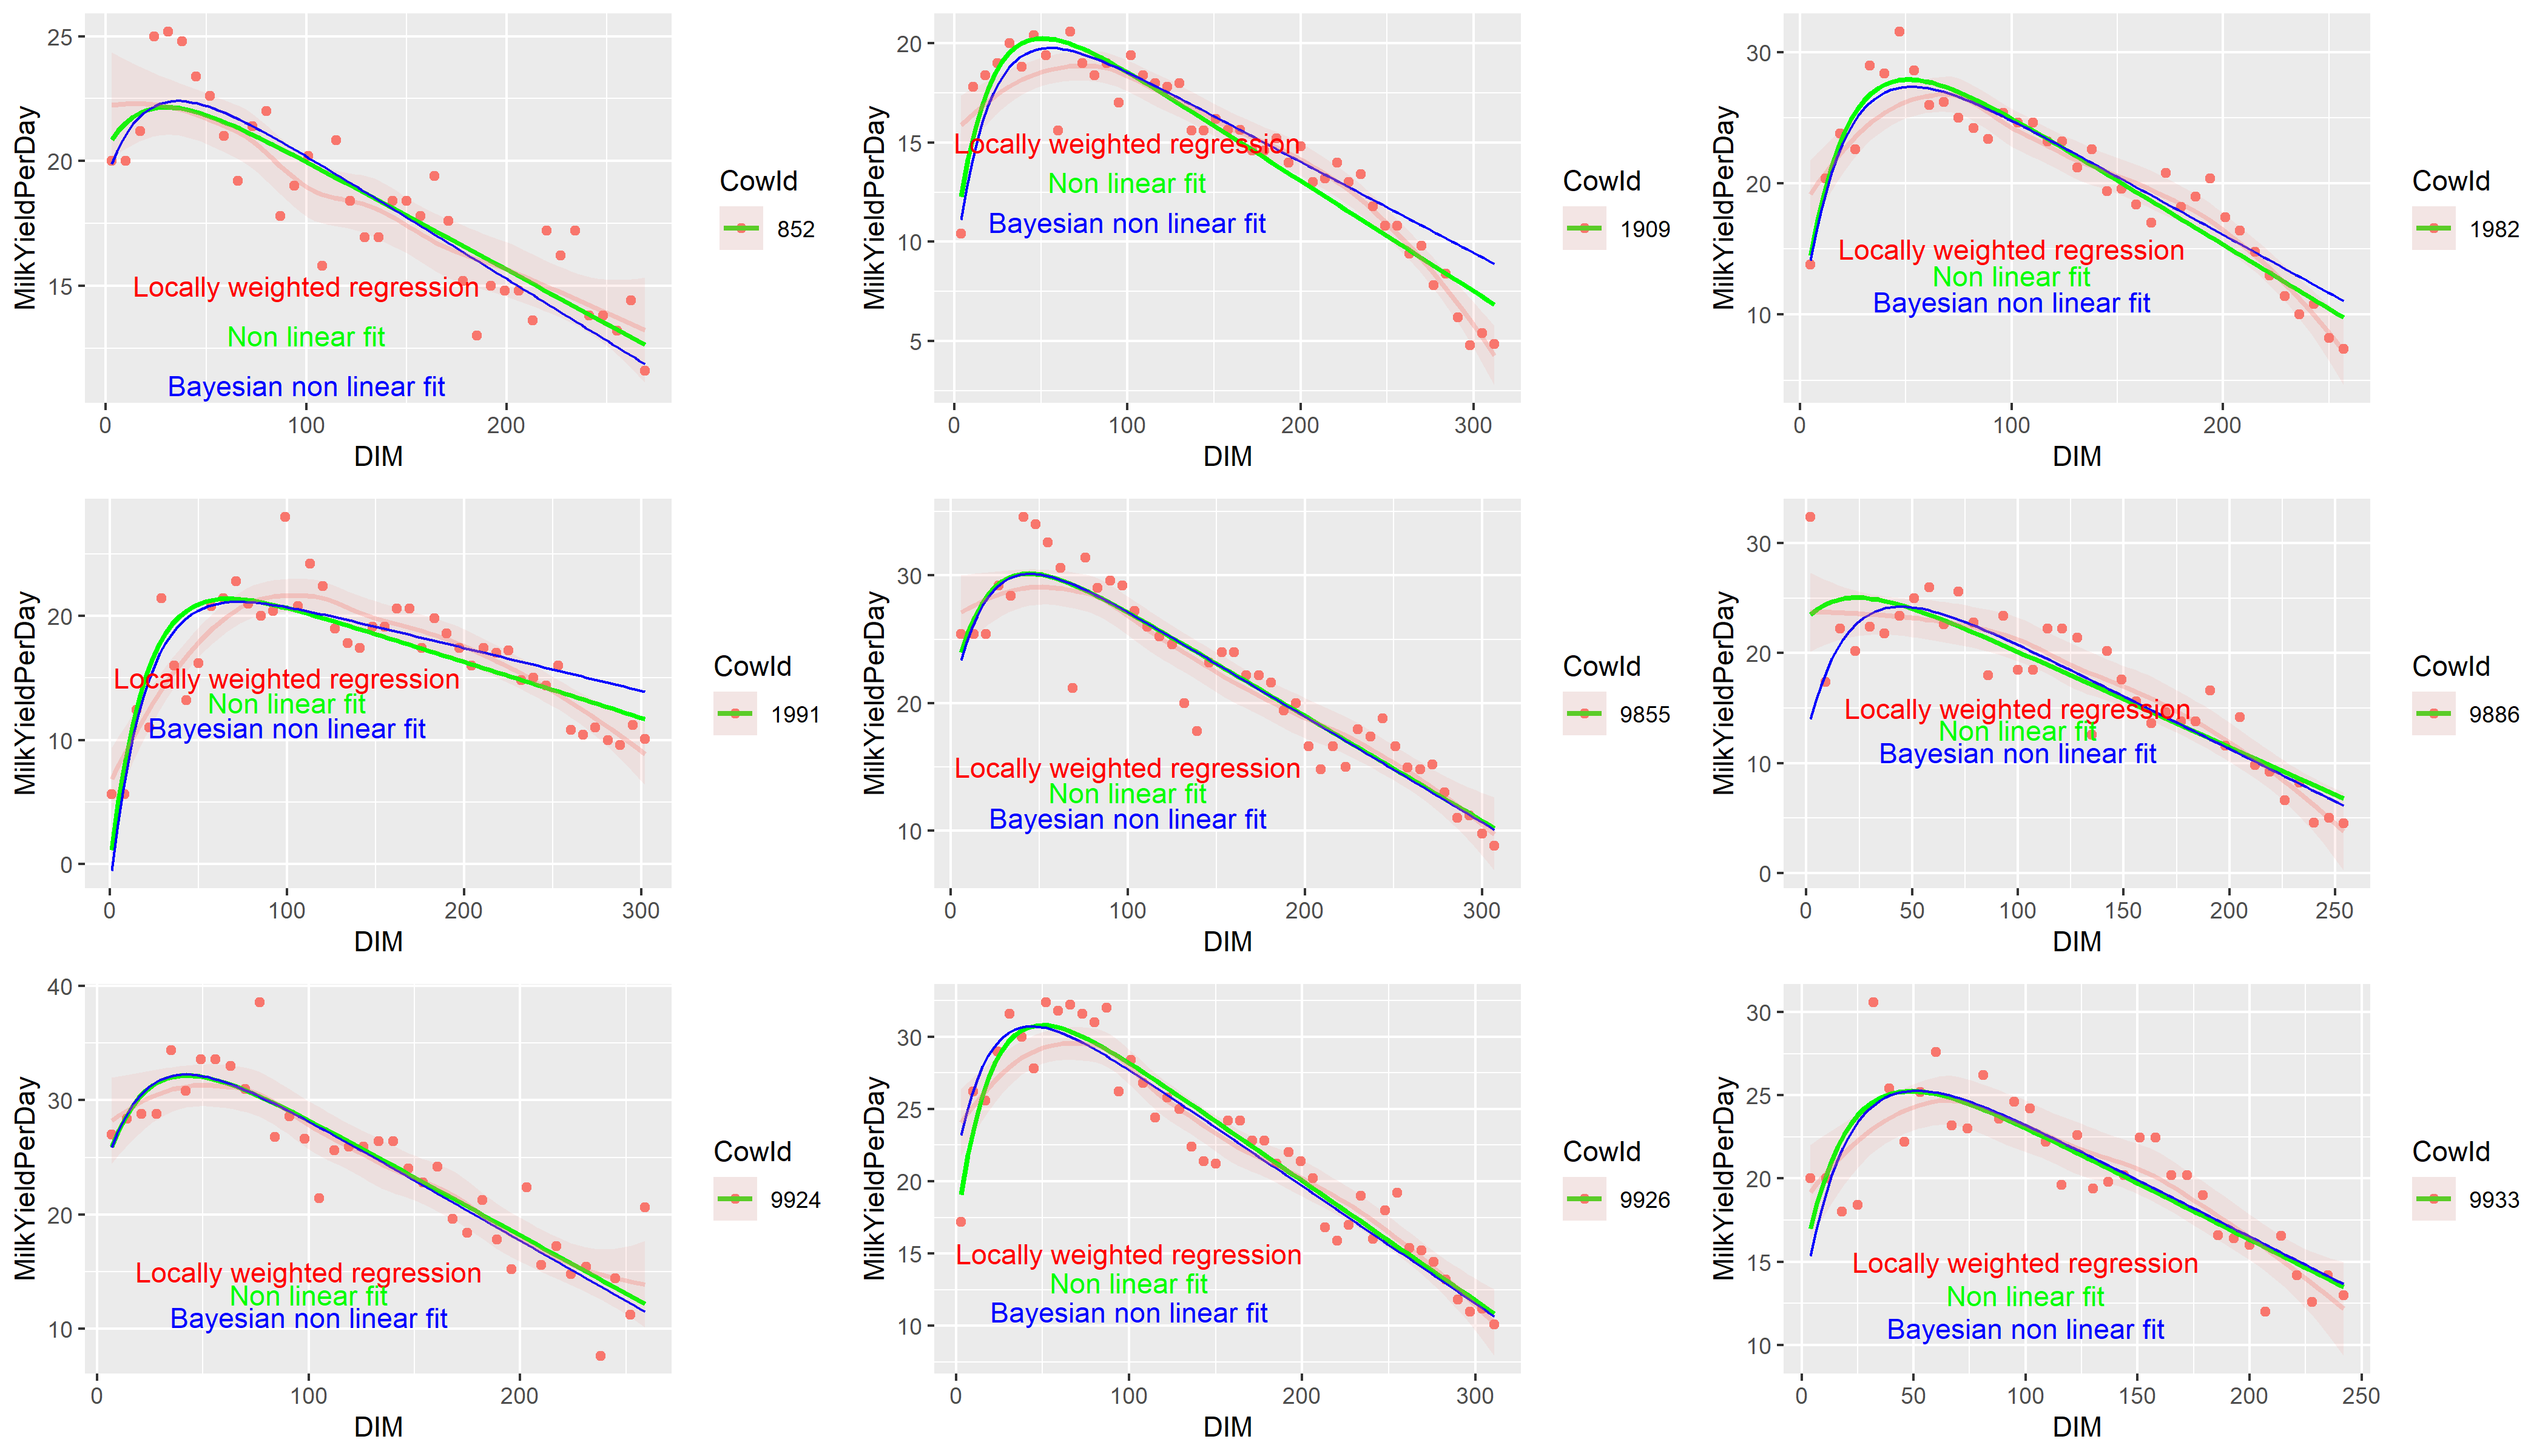 MilkYieldPerDay
25
20
15
Locally weighted regression
Non linear fit
Bayesian non linear fit
0 100 200
DIM
CowId
852
MilkYieldPerDay
20
15
10
5
Locally weighted regression
Non linear fit
Bayesian non linear fit
0 100 200 300
DIM
CowId
1909
MilkYieldPerDay
30
20
10
Locally weighted regression
Non linear fit
Bayesian non linear fit
0 100 200
DIM
CowId
1982
MilkYieldPerDay
20
10
0
Locally weighted regression
Non linear fit
Bayesian non linear fit
0 100 200 300
DIM
CowId
1991
MilkYieldPerDay
30
20
10
Locally weighted regression
Non linear fit
Bayesian non linear fit
0 100 200 300
DIM
CowId
9855
MilkYieldPerDay
30
20
10
0
Locally weighted regression
Non linear fit
Bayesian non linear fit
0 50 100 150 200 250
DIM
CowId
9886
MilkYieldPerDay
40
30
20
10
Locally weighted regression
Non linear fit
Bayesian non linear fit
0 100 200
DIM
CowId
9924
MilkYieldPerDay
30
25
20
15
10
Locally weighted regression
Non linear fit
Bayesian non linear fit
0 100 200 300
DIM
CowId
9926
MilkYieldPerDay
30
25
20
15
10
Locally weighted regression
Non linear fit
Bayesian non linear fit
0 50 100 150 200 250
DIM
CowId
9933